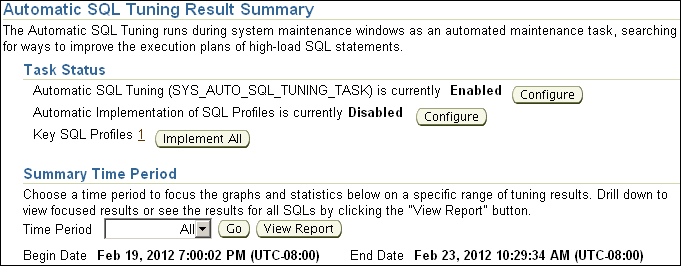 Automatic SQL Tuning Result Summary
The Automatic SQL Tuning runs during system maintenance windows as an automated maintenance task, searching
for ways to improve the execution plans of high-load SQL statements.
Task Status
Automatic SQL Tuning (SYS_AUTO_SQL_TUNING_TASK) is currently Enabled Configure
Automatic Implementation of SQL Profiles is currently Disabled Configure
Key SQL Profiles 1 Implement All
Summary Time Period
Choose a time period to focus the graphs and statistics below on a specific range of tuning results. Drill down to
view focused results or see the results for all SQLs by clicking the "View Report" button.
Time Period All Go View Report
Begin Date Feb 19, 2012 7:00:02 PM (UTC-08:00) End Date Feb 23, 2012 10:29:34 AM (UTC-08:00)